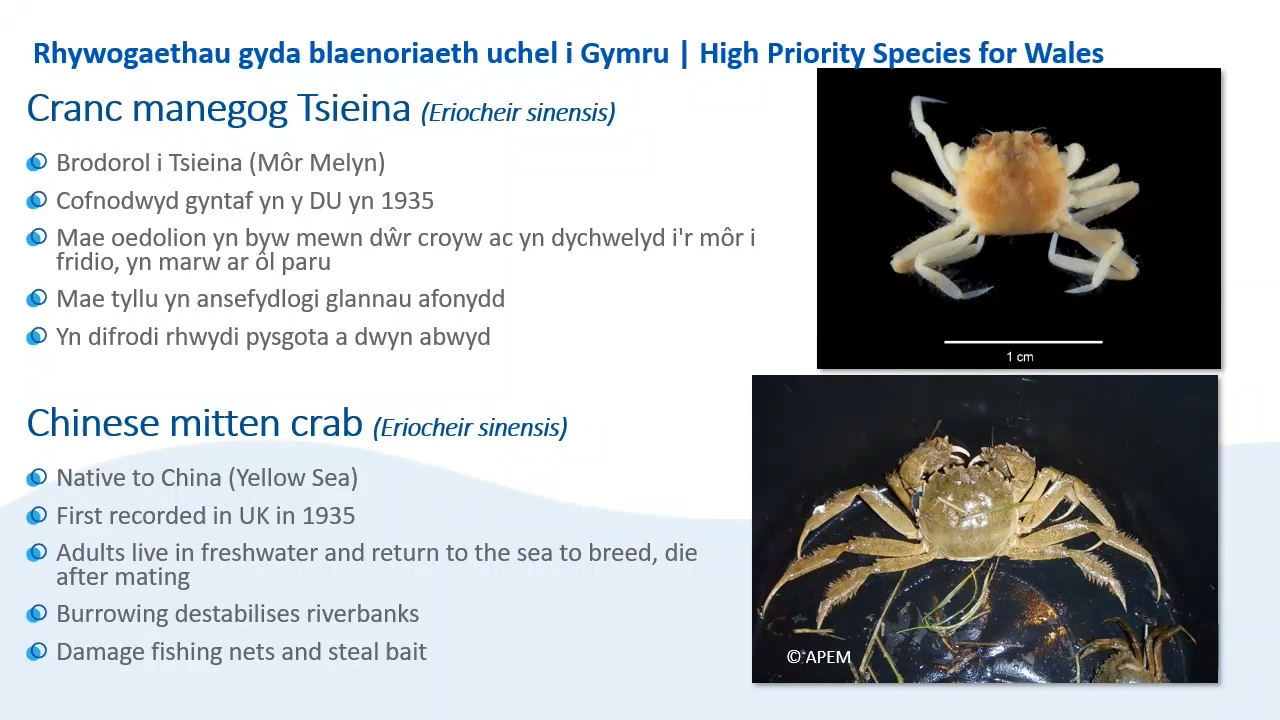 Rhywogaethau gyda blaenoriaeth uchel i Gymru | High Priority Species for Wales
Cranc manegog Tsieina (Eriocheir sinensis)
Brodorol i Tsieina (Môr Melyn)
Cofnodwyd gyntaf yn y DU yn 1935
Mae oedolion yn byw mewn dŵr croyw ac yn dychwelyd i'r môr i
fridio, yn marw ar ôl paru
Mae tyllu yn ansefydlogi glannau afonydd
Yn difrodi rhwydi pysgota a dwyn abwyd
1 cm
Chinese mitten crab (Eriocheir sinensis)
Native to China (Yellow Sea)
First recorded in UK in 1935
Adults live in freshwater and return to the sea to breed, die
after mating
Burrowing destabilises riverbanks
Damage fishing nets and steal bait
© APEM